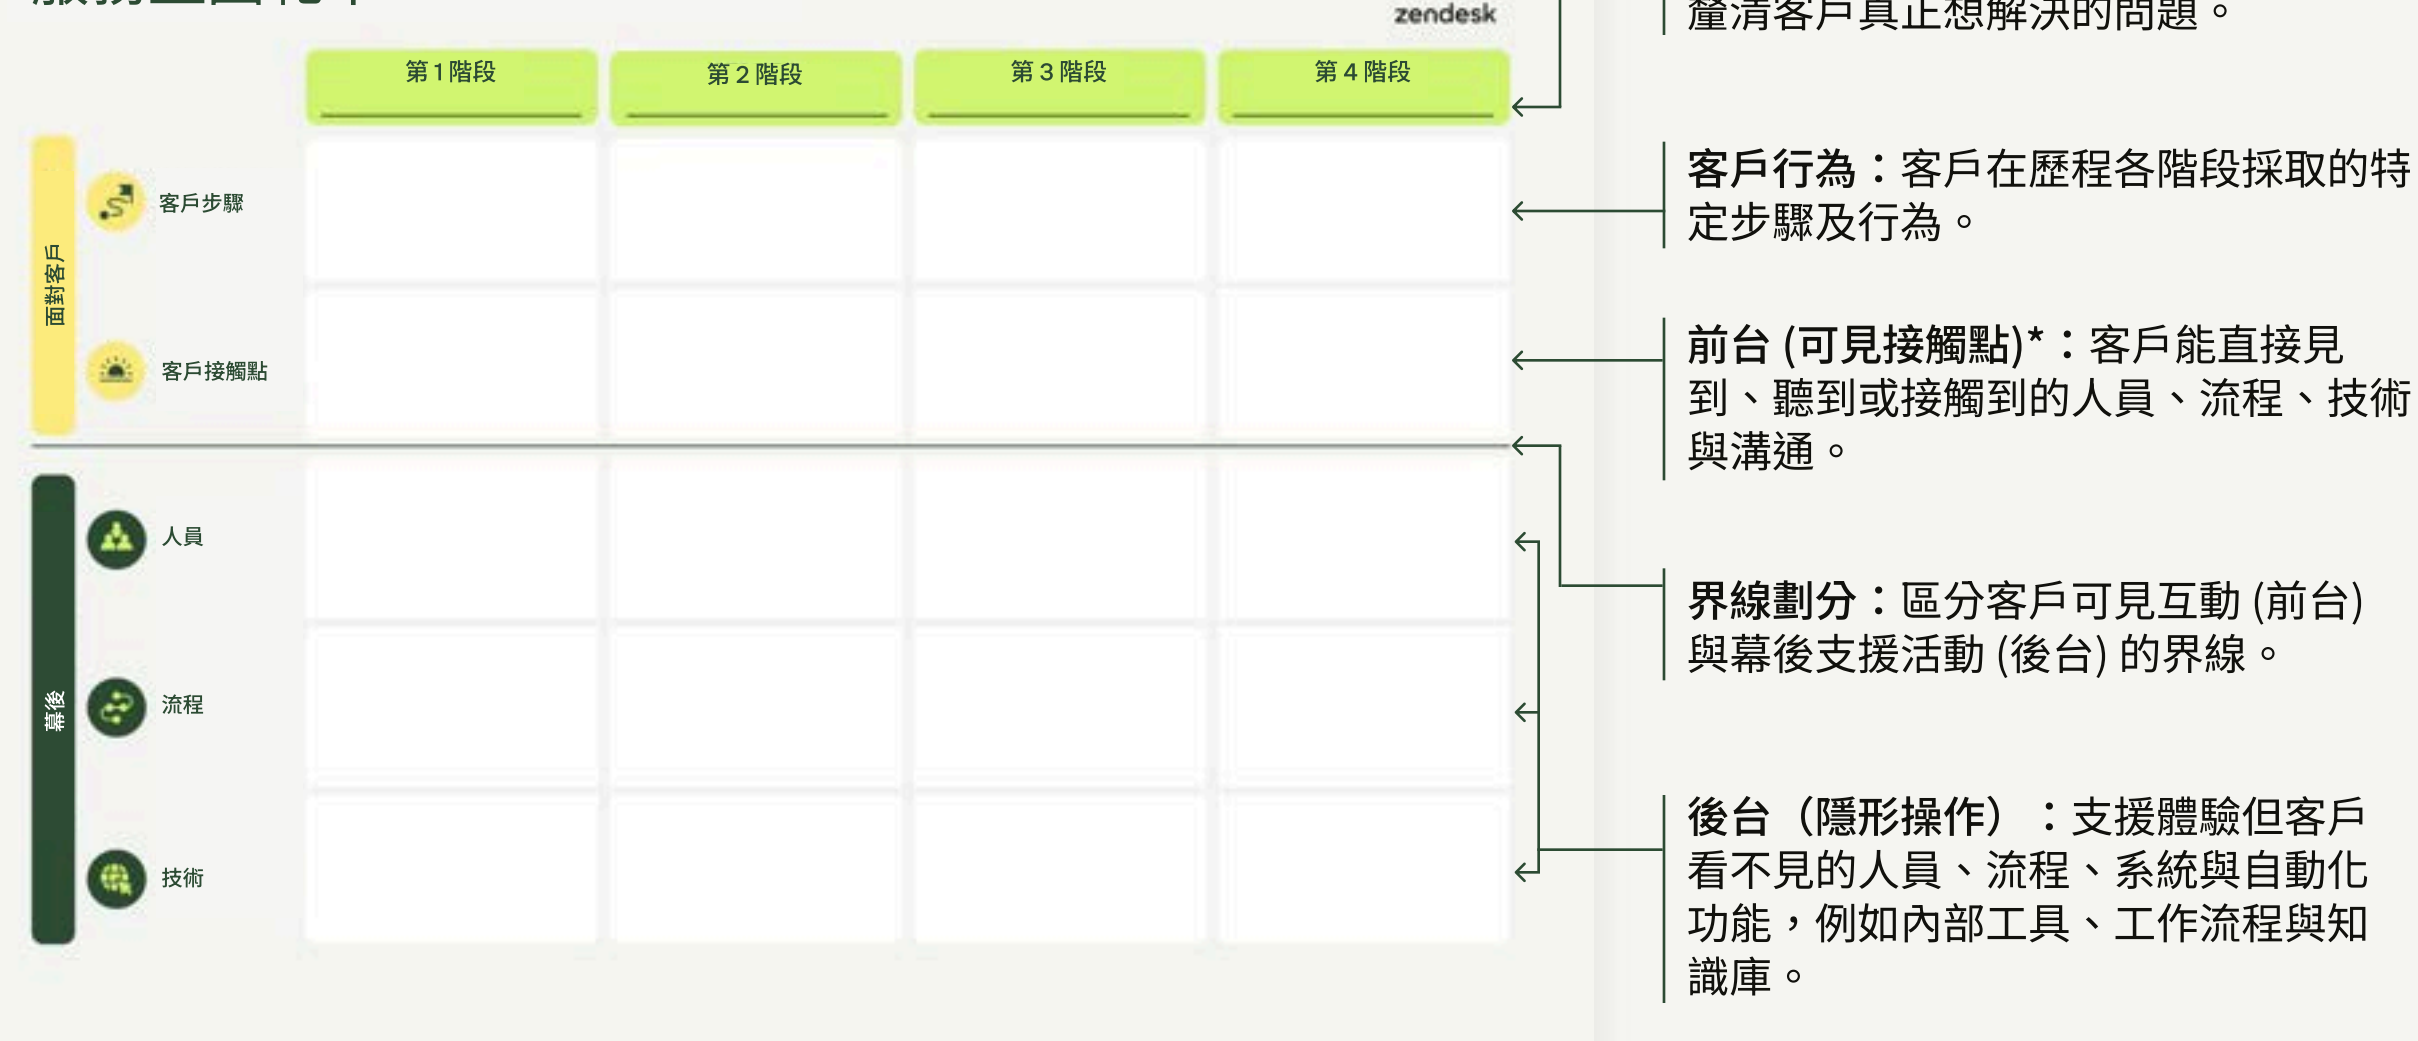 zendesk
釐清客戶真正想解決的問題。
第 1 階段
第 2 階段
第 3 階段
第 4 階段
面對客戶
客戶步驟
客戶接觸點
幕後
人員
流程
技術
客戶行為：客戶在歷程各階段採取的特
定步驟及行為。
前台 (可見接觸點)*：客戶能直接見
到、聽到或接觸到的人員、流程、技術
與溝通。
界線劃分：區分客戶可見互動 (前台)
與幕後支援活動 (後台) 的界線。
後台（隱形操作）：支援體驗但客戶
看不見的人員、流程、系統與自動化
功能，例如內部工具、工作流程與知
識庫。